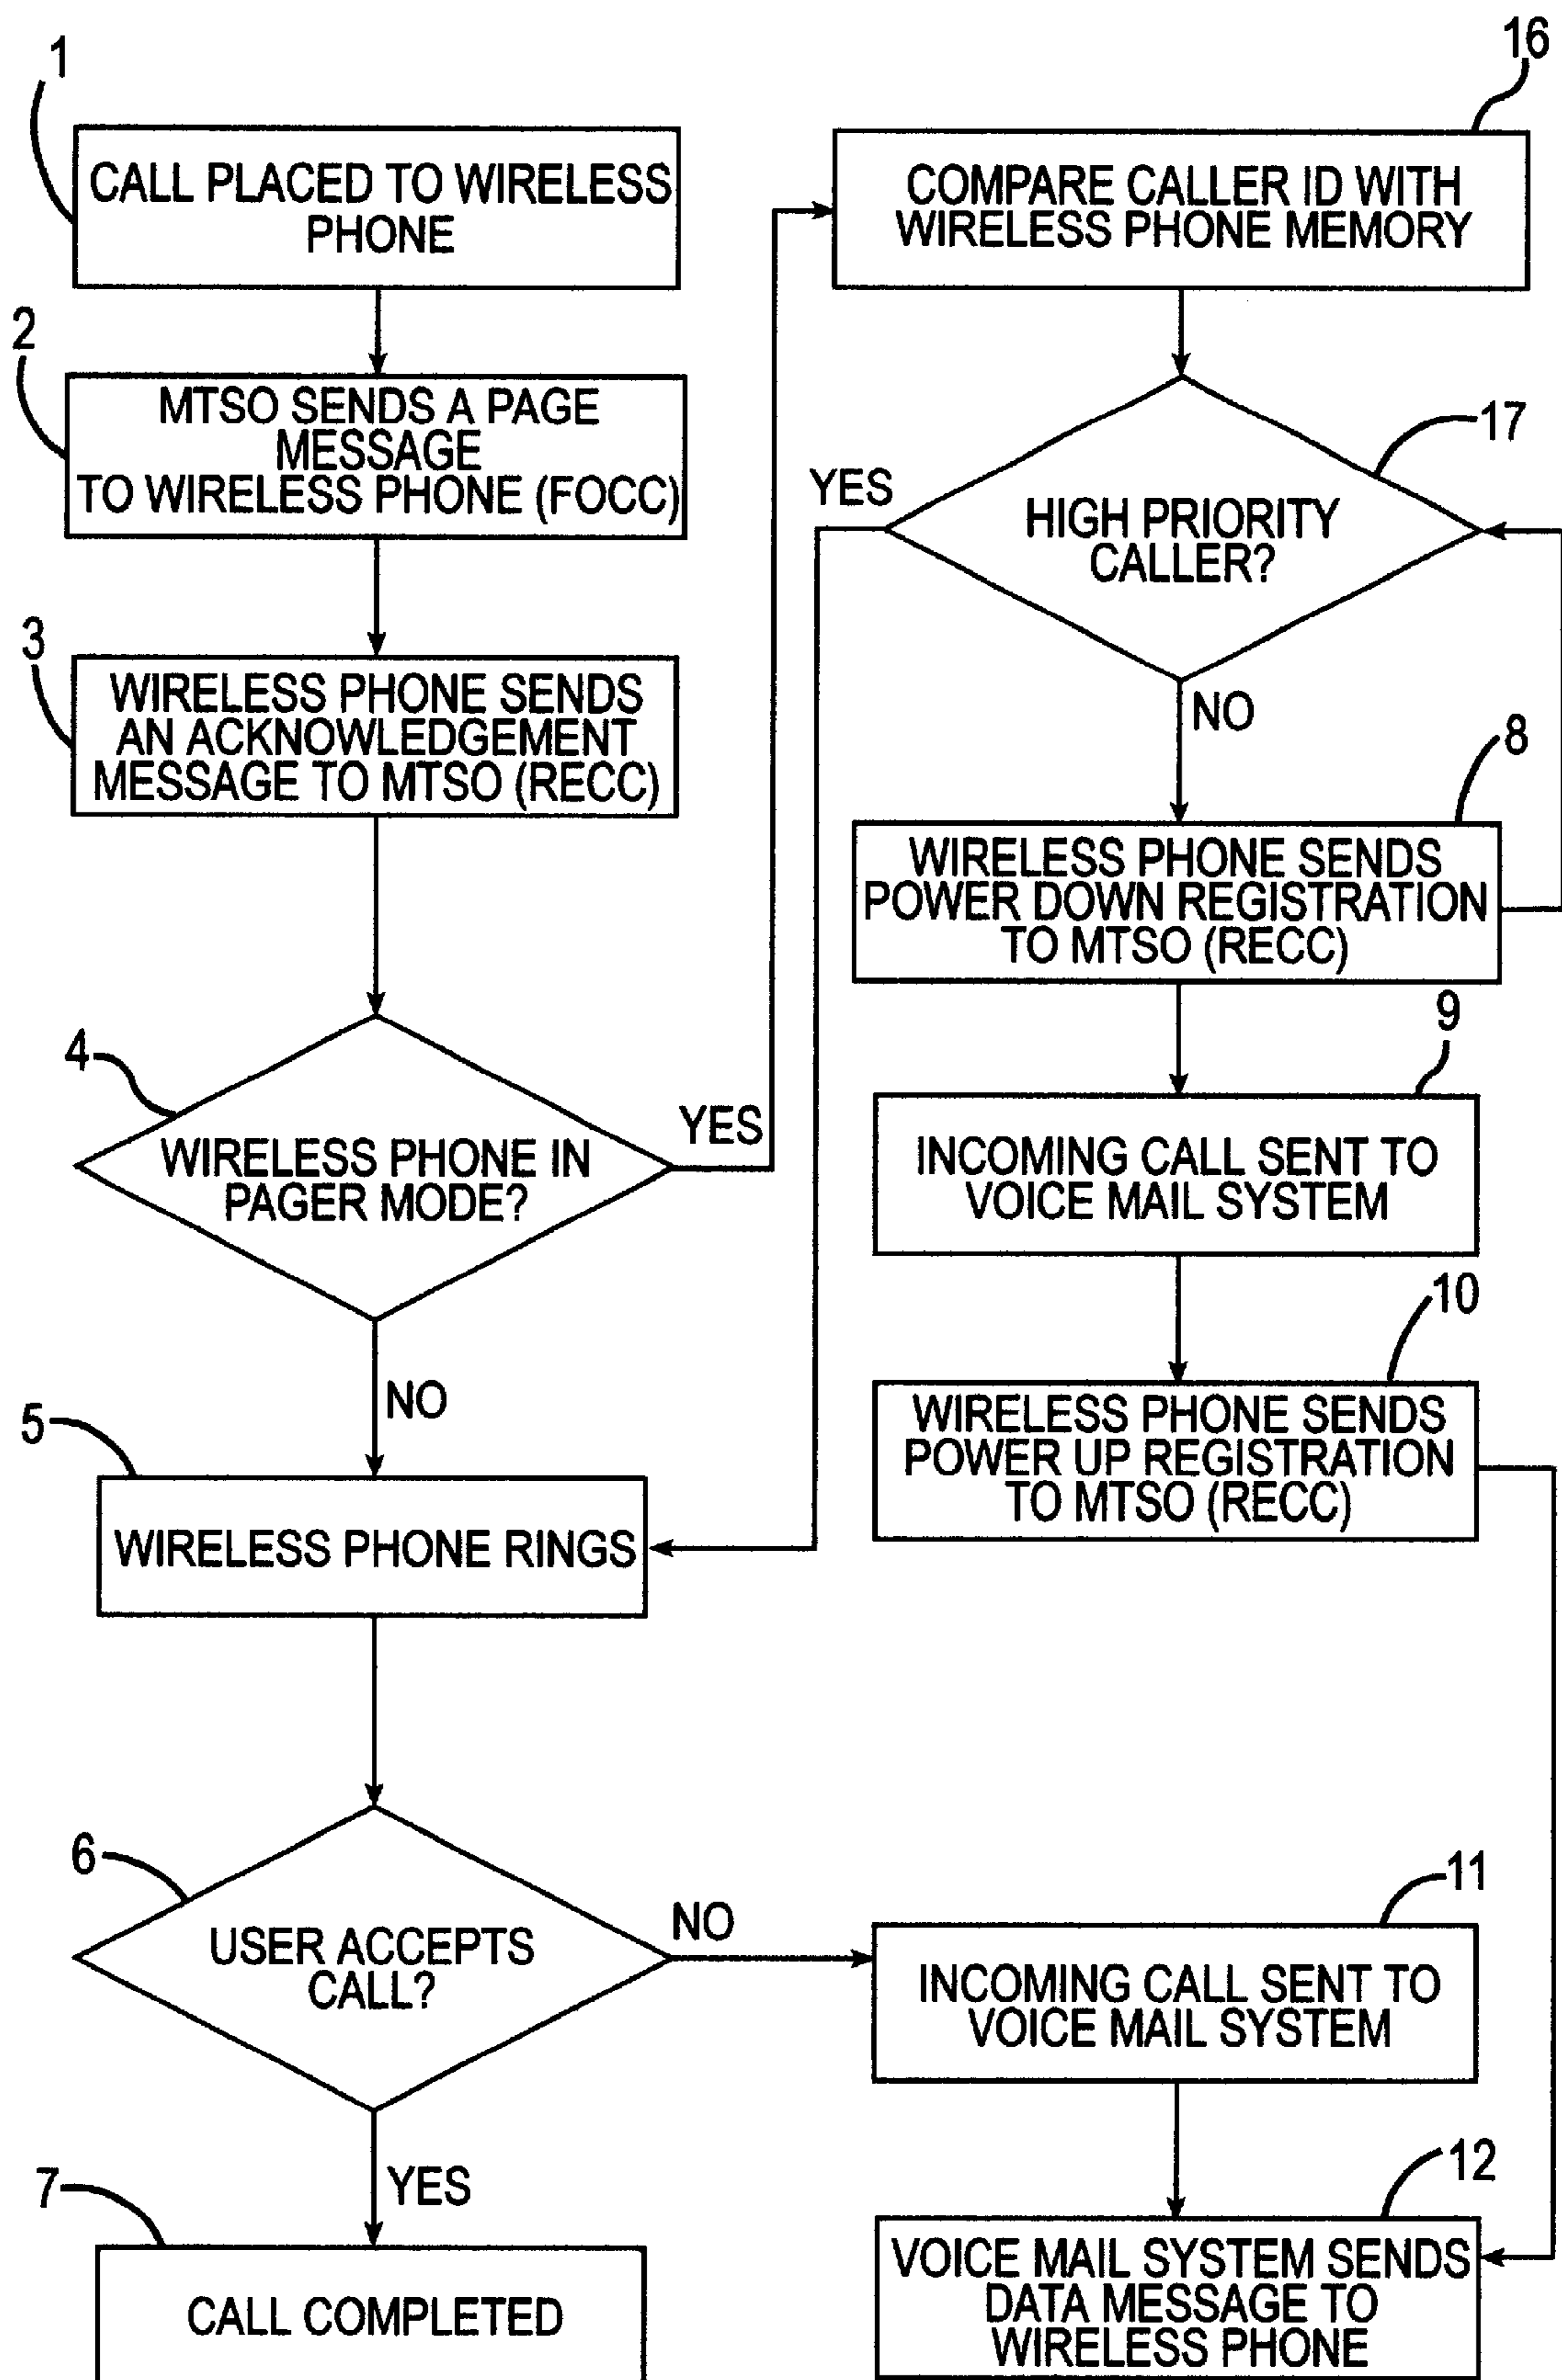 1
CALL PLACED TO WIRELESS
PHONE
2
MTSO SENDS A PAGE
MESSAGE
TO WIRELESS PHONE (FOCC)
3
WIRELESS PHONE SENDS
AN ACKNOWLEDGEMENT
MESSAGE TO MTSO (RECC)
4
WIRELESS PHONE IN
PAGER MODE?
YES
NO
5
WIRELESS PHONE RINGS
6
USER ACCEPTS
CALL?
NO
YES
7
CALL COMPLETED
16
COMPARE CALLER ID WITH
WIRELESS PHONE MEMORY
17
YES
HIGH PRIORITY
CALLER?
NO
8
WIRELESS PHONE SENDS
POWER DOWN REGISTRATION
TO MTSO (RECC)
9
INCOMING CALL SENT TO
VOICE MAIL SYSTEM
10
WIRELESS PHONE SENDS
POWER UP REGISTRATION
TO MTSO (RECC)
11
INCOMING CALL SENT TO
VOICE MAIL SYSTEM
12
VOICE MAIL SYSTEM SENDS
DATA MESSAGE TO
WIRELESS PHONE